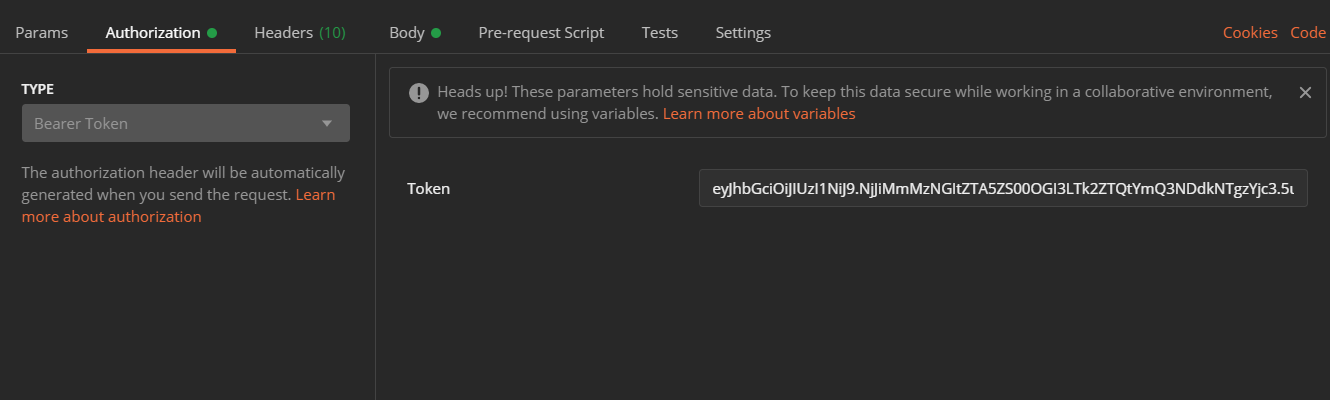 Params Authorization Headers (10) Body Pre-request Script Tests Settings Cookies Code
TYPE
Bearer Token
The authorization header will be automatically
generated when you send the request. Learn
more about authorization
Heads up! These parameters hold sensitive data. To keep this data secure while working in a collaborative environment,
we recommend using variables. Learn more about variables
Token